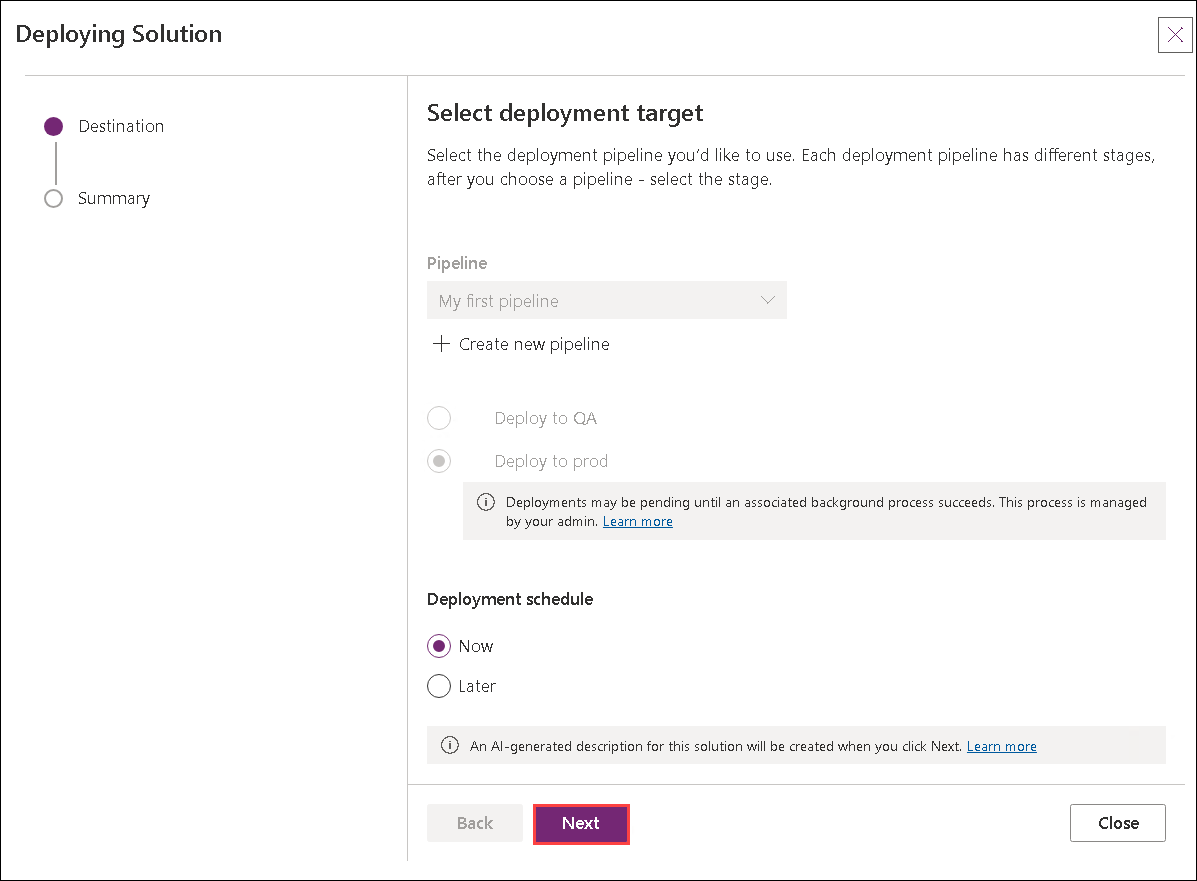 Deploying Solution
Destination
Summary
Select deployment target
Select the deployment pipeline you’d like to use. Each deployment pipeline has different stages,
after you choose a pipeline - select the stage.
Pipeline
My first pipeline
Create new pipeline
Deploy to QA
Deploy to prod
Deployments may be pending until an associated background process succeeds. This process is managed
by your admin. Learn more
Deployment schedule
Now
Later
An AI-generated description for this solution will be created when you click Next. Learn more
Back
Next
Close